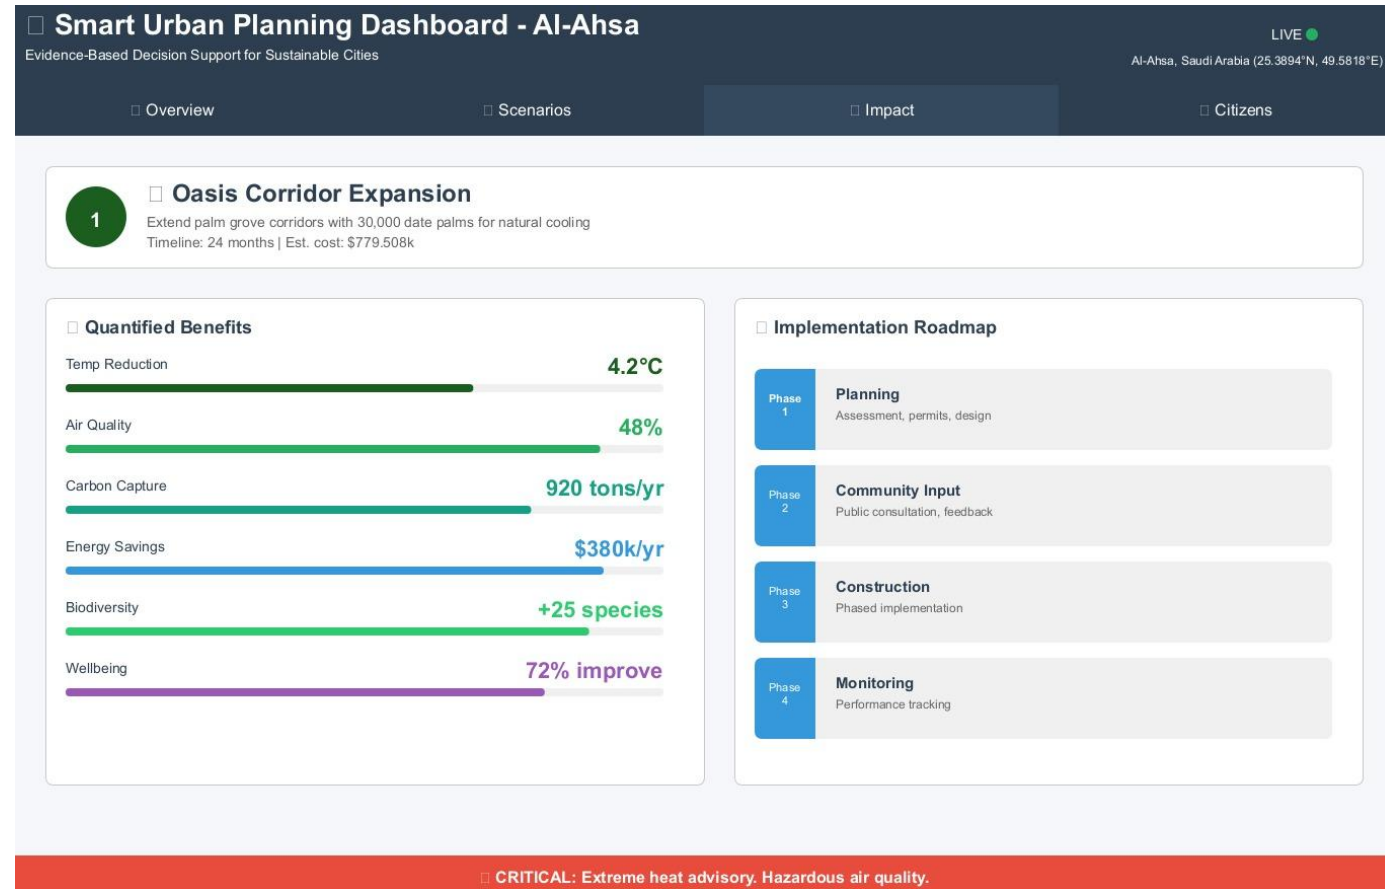 Smart Urban Planning Dashboard - Al-Ahsa
Evidence-Based Decision Support for Sustainable Cities
LIVE
Al-Ahsa, Saudi Arabia (25.3894°N, 49.5818°E)
Overview
Scenarios
Impact
Citizens
1
Oasis Corridor Expansion
Extend palm grove corridors with 30,000 date palms for natural cooling
Timeline: 24 months | Est. cost: $779.508k
Quantified Benefits
Temp Reduction
4.2°C
Air Quality
48%
Carbon Capture
920 tons/yr
Energy Savings
$380k/yr
Biodiversity
+25 species
Wellbeing
72% improve
Implementation Roadmap
Phase
1
Planning
Assessment, permits, design
Phase
2
Community Input
Public consultation, feedback
Phase
3
Construction
Phased implementation
Phase
4
Monitoring
Performance tracking
CRITICAL: Extreme heat advisory. Hazardous air quality.